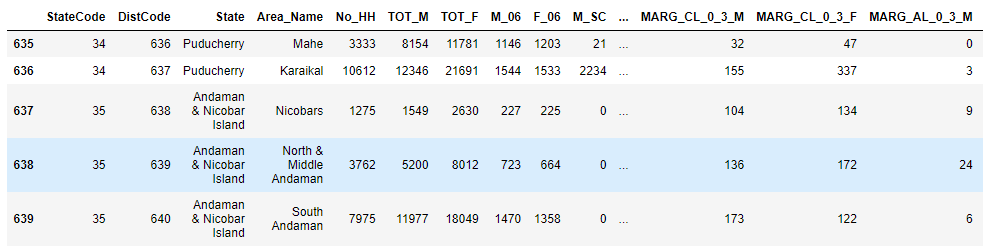 StateCode DistCode State Area_Name No_HH TOT_M TOT_F M_06 F_06 M_SC ... MARG_CL_0_3_M MARG_CL_0_3_F MARG_AL_0_3_M
635 34 636 Puducherry Mahe 3333 8154 11781 1146 1203 21 ... 32 47 0
636 34 637 Puducherry Karaikal 10612 12346 21691 1544 1533 2234 ... 155 337 3
Andaman
637 35 638 & Nicobar Nicobars 1275 1549 2630 227 225 0 ... 104 134 9
Island
Andaman North &
638 35 639 & Nicobar Middle 3762 5200 8012 723 664 0 ... 136 172 24
Island Andaman
Andaman South
639 35 640 & Nicobar Andaman 7975 11977 18049 1470 1358 0 ... 173 122 6
Island